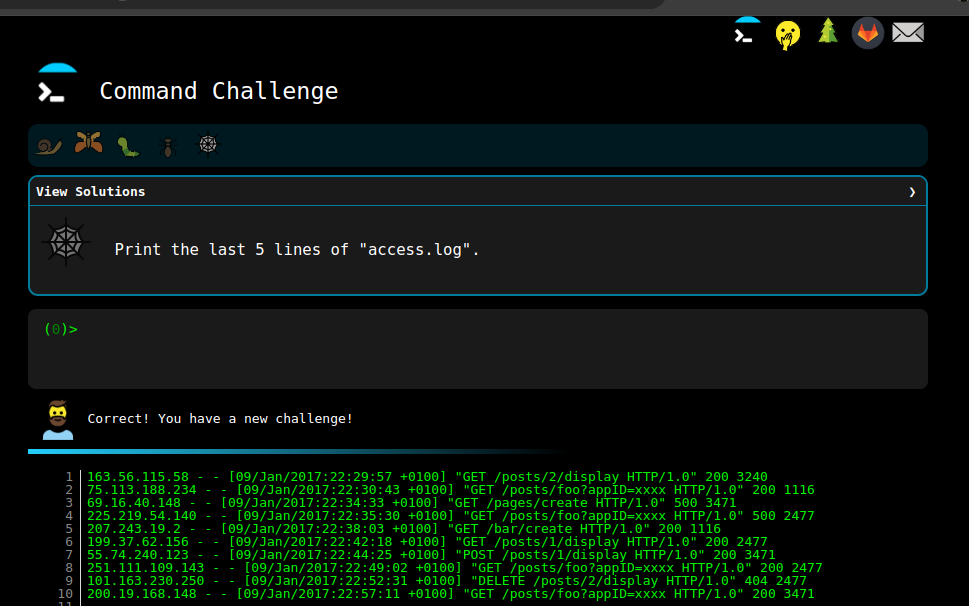 Command Challenge
View Solutions ❯
Print the last 5 lines of "access.log".
(0)>
Correct! You have a new challenge!
1 163.56.115.58 - - [09/Jan/2017:22:29:57 +0100] "GET /posts/2/display HTTP/1.0" 200 3240
2 75.113.188.234 - - [09/Jan/2017:22:30:43 +0100] "GET /posts/foo?appID=xxxx HTTP/1.0" 200 1116
3 69.16.40.148 - - [09/Jan/2017:22:34:33 +0100] "GET /pages/create HTTP/1.0" 500 3471
4 225.219.54.140 - - [09/Jan/2017:22:35:30 +0100] "GET /posts/foo?appID=xxxx HTTP/1.0" 500 2477
5 207.243.19.2 - - [09/Jan/2017:22:38:03 +0100] "GET /bar/create HTTP/1.0" 200 1116
6 199.37.62.156 - - [09/Jan/2017:22:42:18 +0100] "GET /posts/1/display HTTP/1.0" 200 2477
7 55.74.240.123 - - [09/Jan/2017:22:44:25 +0100] "POST /posts/1/display HTTP/1.0" 200 3471
8 251.111.109.143 - - [09/Jan/2017:22:49:02 +0100] "GET /posts/foo?appID=xxxx HTTP/1.0" 200 2477
9 101.163.230.250 - - [09/Jan/2017:22:52:31 +0100] "DELETE /posts/2/display HTTP/1.0" 404 2477
10 200.19.168.148 - - [09/Jan/2017:22:57:11 +0100] "GET /posts/foo?appID=xxxx HTTP/1.0" 200 3471
11